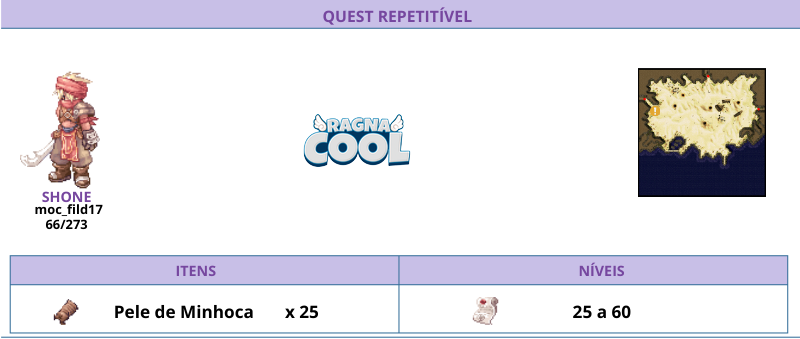 QUEST REPETITÍVEL
RAGNA
COOL
SHONE
moc_fild17
66/273
ITENS
NÍVEIS
Pele de Minhoca x 25
25 a 60